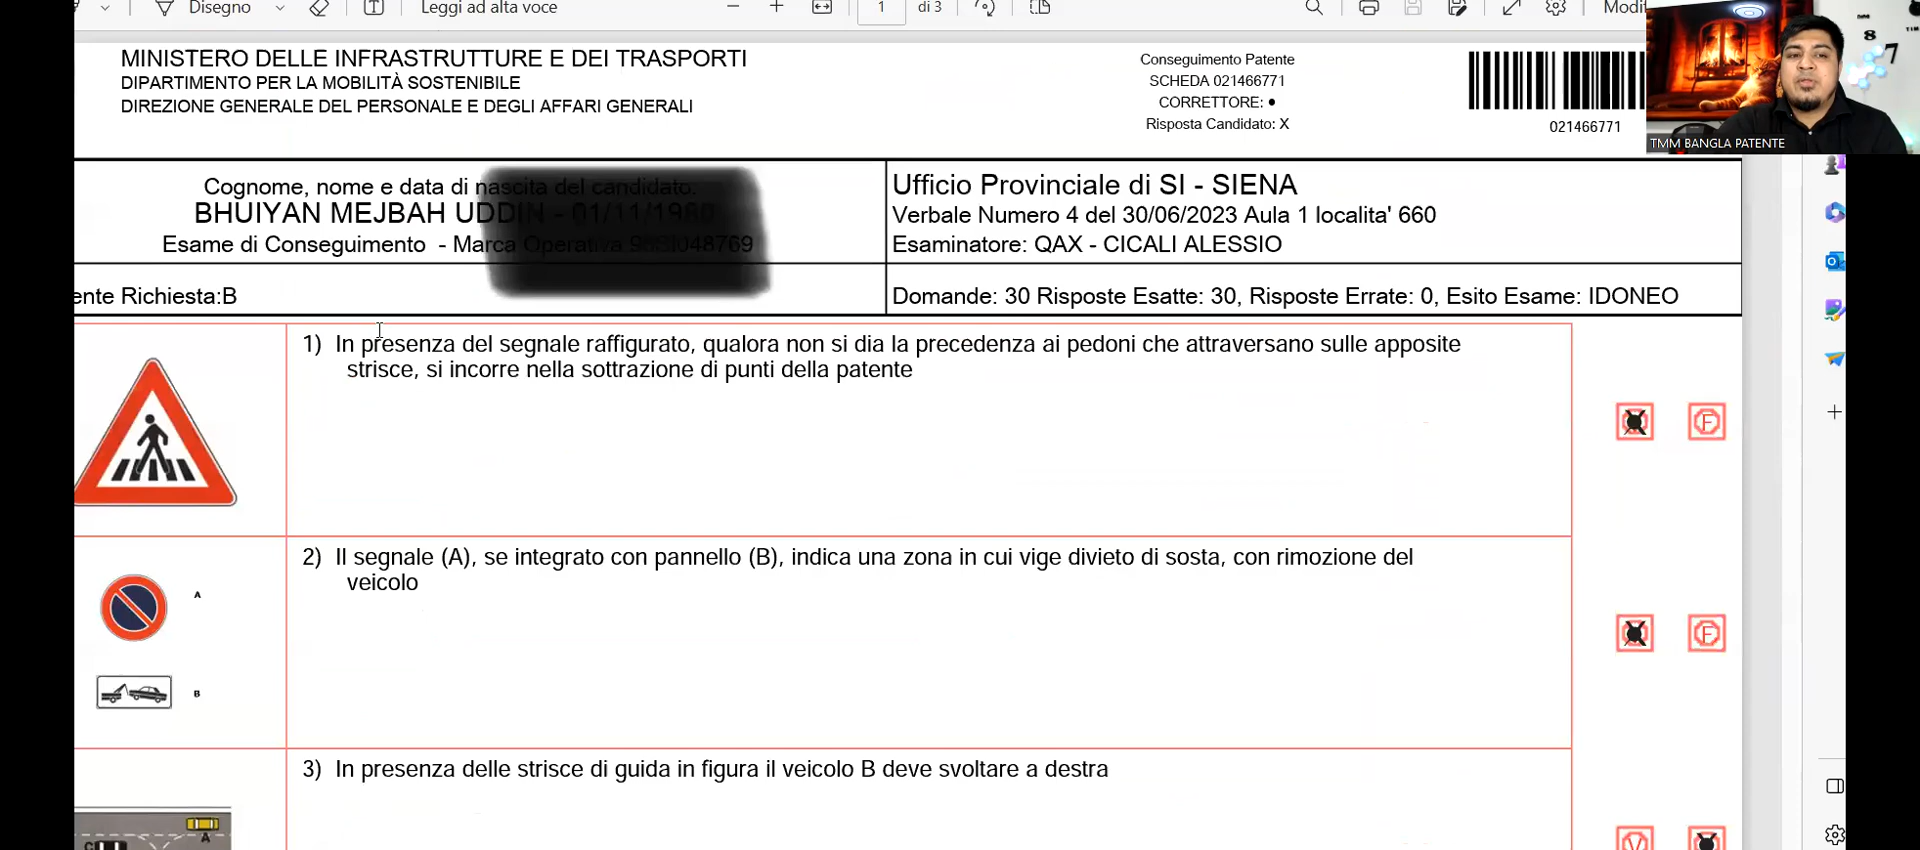 Disegno
Leggi ad alta voce
1 di 3
MINISTERO DELLE INFRASTRUTTURE E DEI TRASPORTI
DIPARTIMENTO PER LA MOBILITÀ SOSTENIBILE
DIREZIONE GENERALE DEL PERSONALE E DEGLI AFFARI GENERALI
Conseguimento Patente
SCHEDA 021466771
CORRETTORE: ●
Risposta Candidato: X
021466771
8
7
TMM BANGLA PATENTE
Cognome, nome e data di nascita del candidato:
BHUIYAN MEJBAH UDDIN
Esame di Conseguimento - Marca Operativa
Ufficio Provinciale di SI - SIENA
Verbale Numero 4 del 30/06/2023 Aula 1 localita' 660
Esaminatore: QAX - CICALI ALESSIO
ente Richiesta:B
Domande: 30 Risposte Esatte: 30, Risposte Errate: 0, Esito Esame: IDONEO
1) In presenza del segnale raffigurato, qualora non si dia la precedenza ai pedoni che attraversano sulle apposite
strisce, si incorre nella sottrazione di punti della patente
F
2) Il segnale (A), se integrato con pannello (B), indica una zona in cui vige divieto di sosta, con rimozione del
veicolo
A
B
F
3) In presenza delle strisce di guida in figura il veicolo B deve svoltare a destra
A
C
V